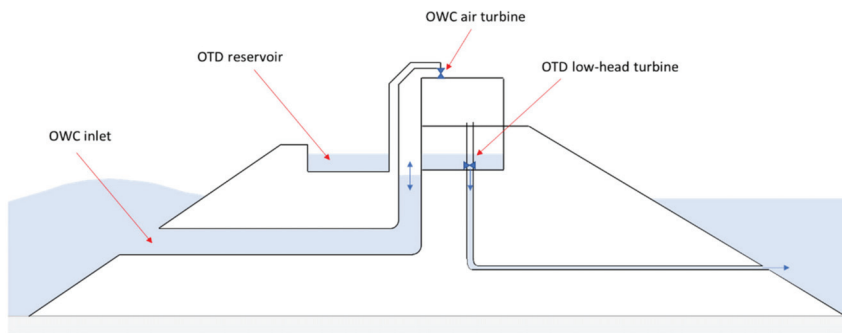 OWC air turbine
OTD reservoir
OTD low-head turbine
OWC inlet